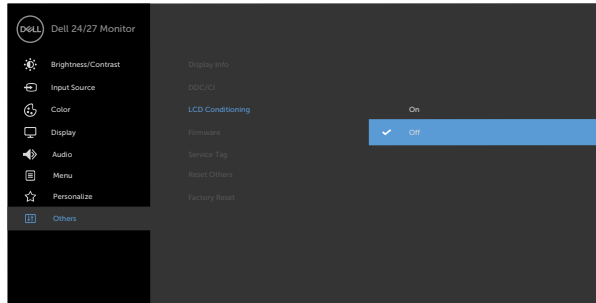 DELL
Dell 24/27 Monitor
Brightness/Contrast
Input Source
Color
Display
Audio
Menu
Personalize
Others
Display Info
DDC/CI
LCD Conditioning
Firmware
Service Tag
Reset Others
Factory Reset
On
Off